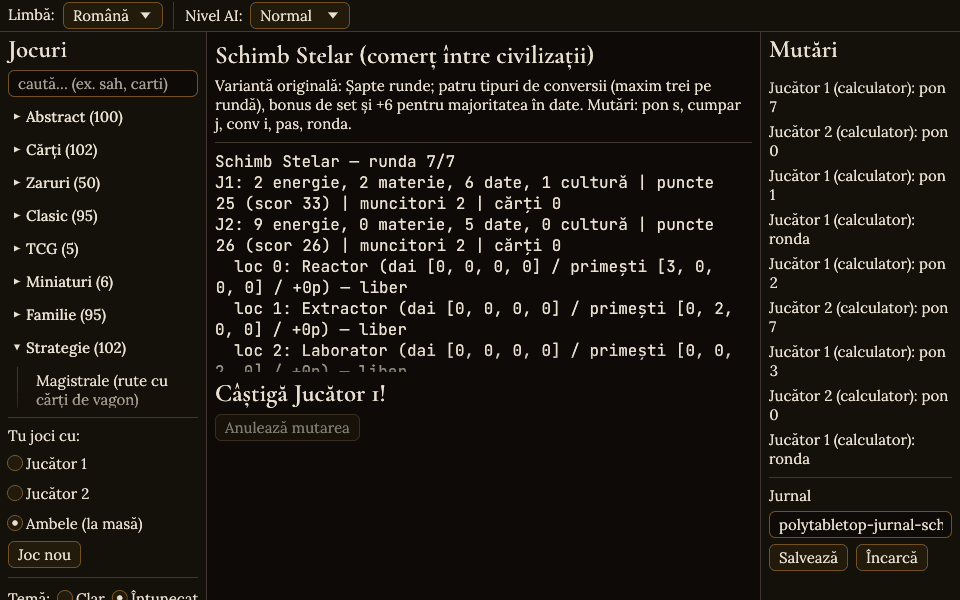 Limbă: Română ▼ Nivel AI: Normal ▼
Jocuri
caută... (ex. sah, carti)
▸ Abstract (100)
▸ Cărți (102)
▸ Zaruri (50)
▸ Clasic (95)
▸ TCG (5)
▸ Miniaturi (6)
▸ Familie (95)
▾ Strategie (102)
Magistrale (rute cu
cărți de vagon)
Tu joci cu:
Jucător 1
Jucător 2
Ambele (la masă)
Joc nou
Temă: Clar Întunecat
Schimb Stelar (comerț între civilizații)
Variantă originală: Șapte runde; patru tipuri de conversii (maxim trei pe
rundă), bonus de set și +6 pentru majoritatea în date. Mutări: pon s, cumpar
j, conv i, pas, ronda.
Schimb Stelar — runda 7/7
J1: 2 energie, 2 materie, 6 date, 1 cultură | puncte
25 (scor 33) | muncitori 2 | cărți 0
J2: 9 energie, 0 materie, 5 date, 0 cultură | puncte
26 (scor 26) | muncitori 2 | cărți 0
loc 0: Reactor (dai [0, 0, 0, 0] / primești [3, 0,
0, 0] / +0p) — liber
loc 1: Extractor (dai [0, 0, 0, 0] / primești [0, 2,
0, 0] / +0p) — liber
loc 2: Laborator (dai [0, 0, 0, 0] / primești [0, 0,
2, 0] / +0p) — liber
Câștigă Jucător 1!
Anulează mutarea
Mutări
Jucător 1 (calculator): pon
7
Jucător 2 (calculator): pon
0
Jucător 1 (calculator): pon
1
Jucător 1 (calculator):
ronda
Jucător 1 (calculator): pon
2
Jucător 2 (calculator): pon
7
Jucător 1 (calculator): pon
3
Jucător 2 (calculator): pon
0
Jucător 1 (calculator):
ronda
Jurnal
polytabletop-jurnal-sch
Salvează Încarcă